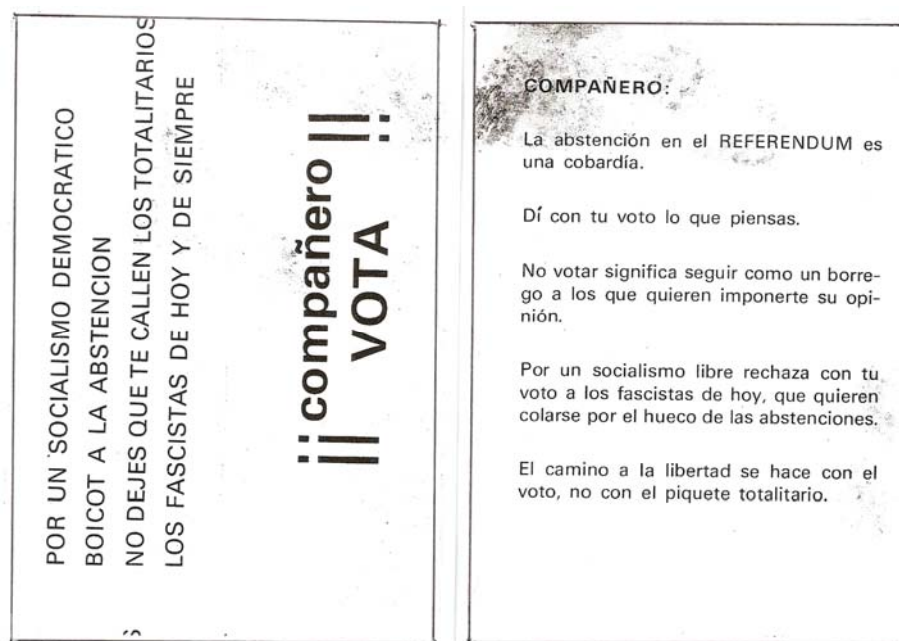 POR UN SOCIALISMO DEMOCRATICO
BOICOT A LA ABSTENCION
NO DEJES QUE TE CALLEN LOS TOTALITARIOS
LOS FASCISTAS DE HOY Y DE SIEMPRE
¡¡ compañero !!
VOTA
COMPAÑERO:
La abstención en el REFERENDUM es
una cobardía.
Dí con tu voto lo que piensas.
No votar significa seguir como un borre-
go a los que quieren imponerte su opi-
nión.
Por un socialismo libre rechaza con tu
voto a los fascistas de hoy, que quieren
colarse por el hueco de las abstenciones.
El camino a la libertad se hace con el
voto, no con el piquete totalitario.